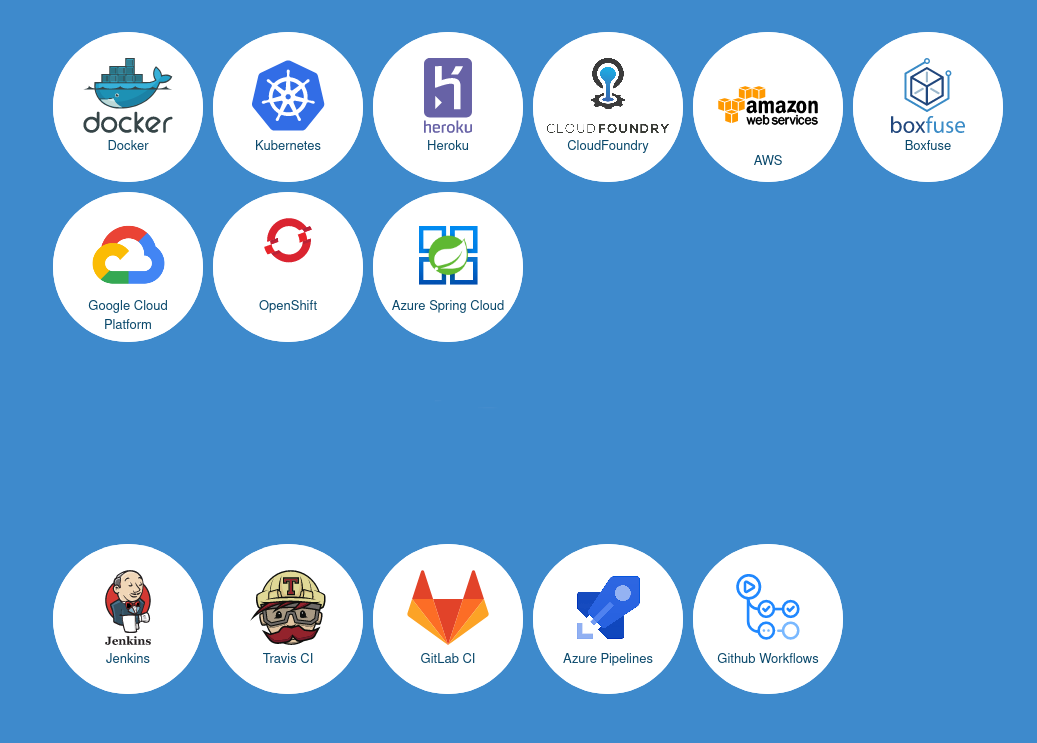 docker
Docker
Kubernetes
heroku
Heroku
CLOUDFOUNDRY
CloudFoundry
amazon
web services
AWS
boxfuse
Boxfuse
Google Cloud
Platform
OpenShift
Azure Spring Cloud
Jenkins
Jenkins
T
Travis CI
GitLab CI
Azure Pipelines
Github Workflows